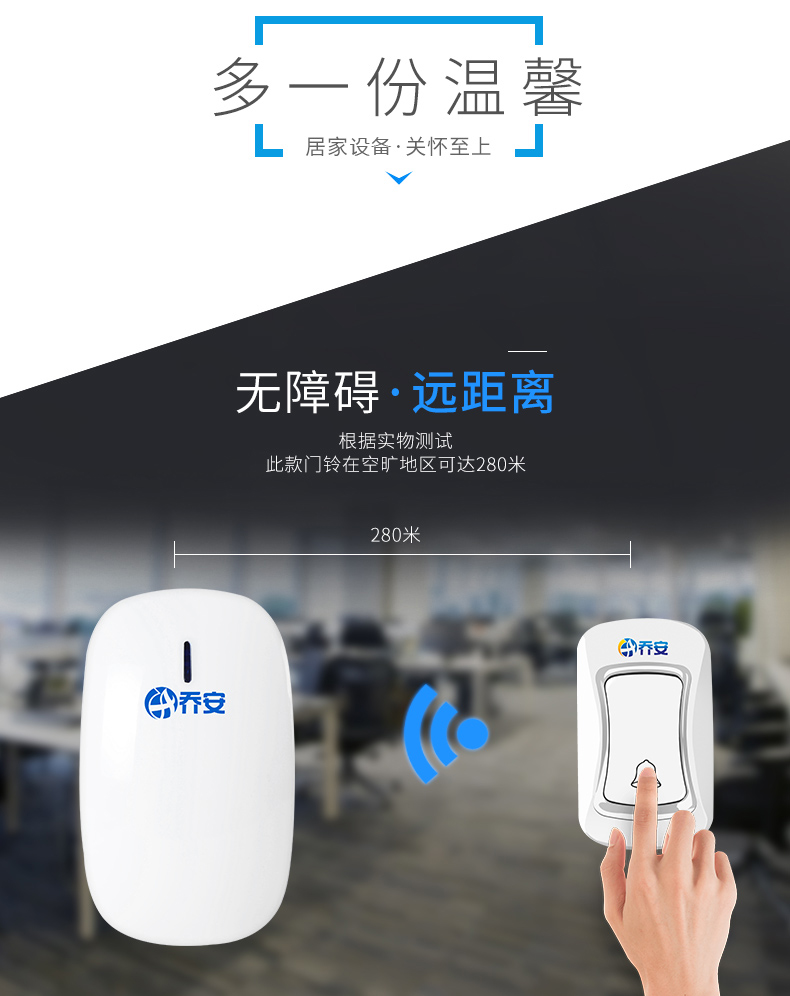 多一份温馨
居家设备·关怀至上
无障碍·远距离
根据实物测试
此款门铃在空旷地区可达280米
280米
乔安
乔安